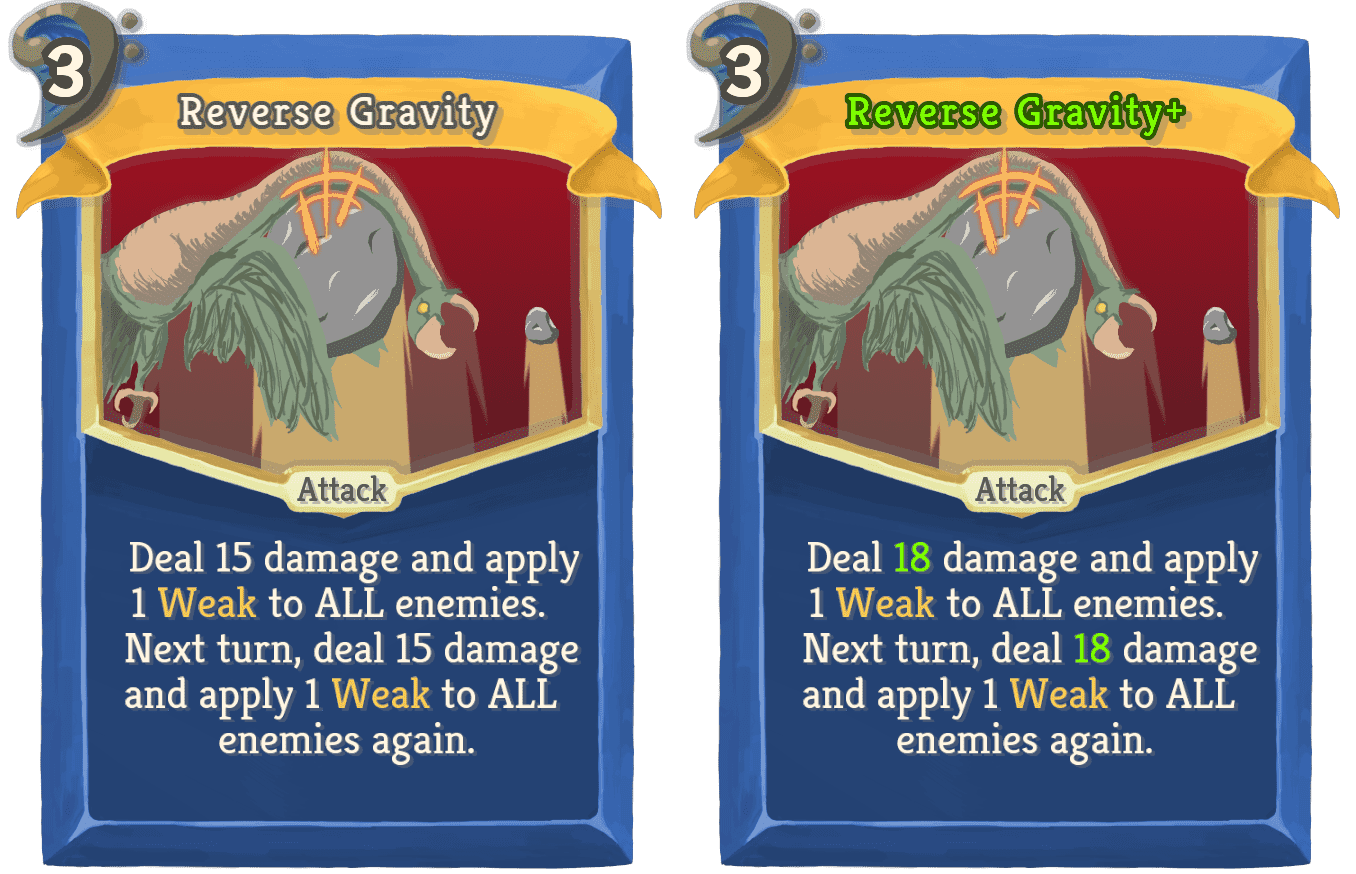 3
Reverse Gravity
Attack
Deal 15 damage and apply
1 Weak to ALL enemies.
Next turn, deal 15 damage
and apply 1 Weak to ALL
enemies again.
3
Reverse Gravity+
Attack
Deal 18 damage and apply
1 Weak to ALL enemies.
Next turn, deal 18 damage
and apply 1 Weak to ALL
enemies again.